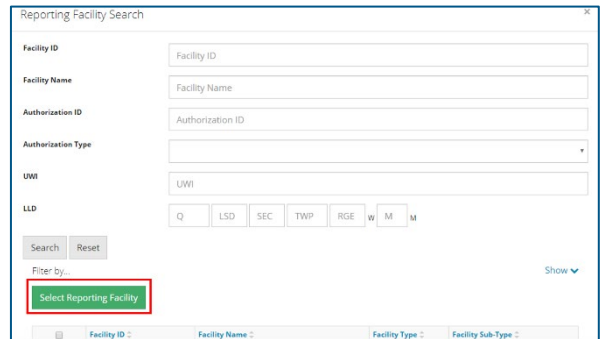 Reporting Facility Search ×
Facility ID Facility ID
Facility Name Facility Name
Authorization ID Authorization ID
Authorization Type
UWI UWI
LLD Q LSD SEC TWP RGE W M M
Search Reset
Filter by... Show
Select Reporting Facility
Facility ID Facility Name Facility Type Facility Sub-Type